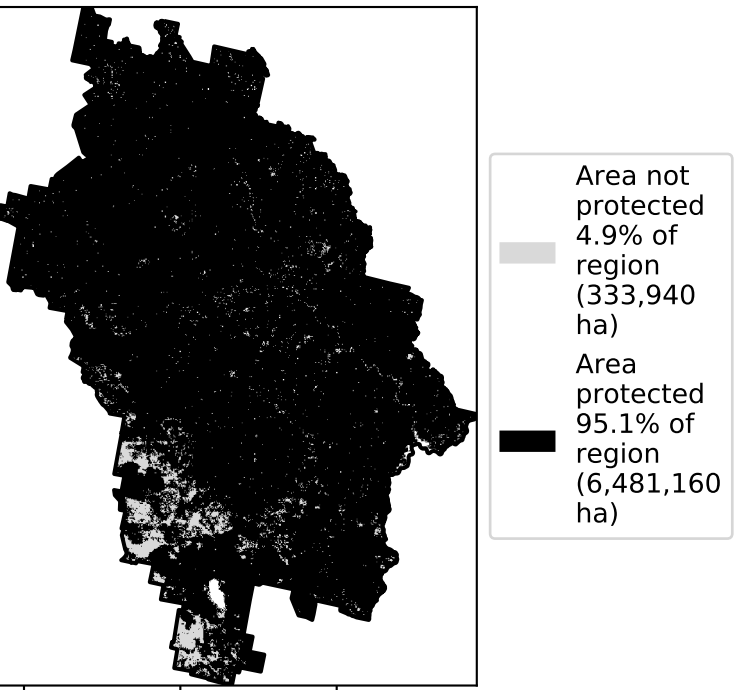 Area not
protected
4.9% of
region
(333,940
ha)
Area
protected
95.1% of
region
(6,481,160
ha)